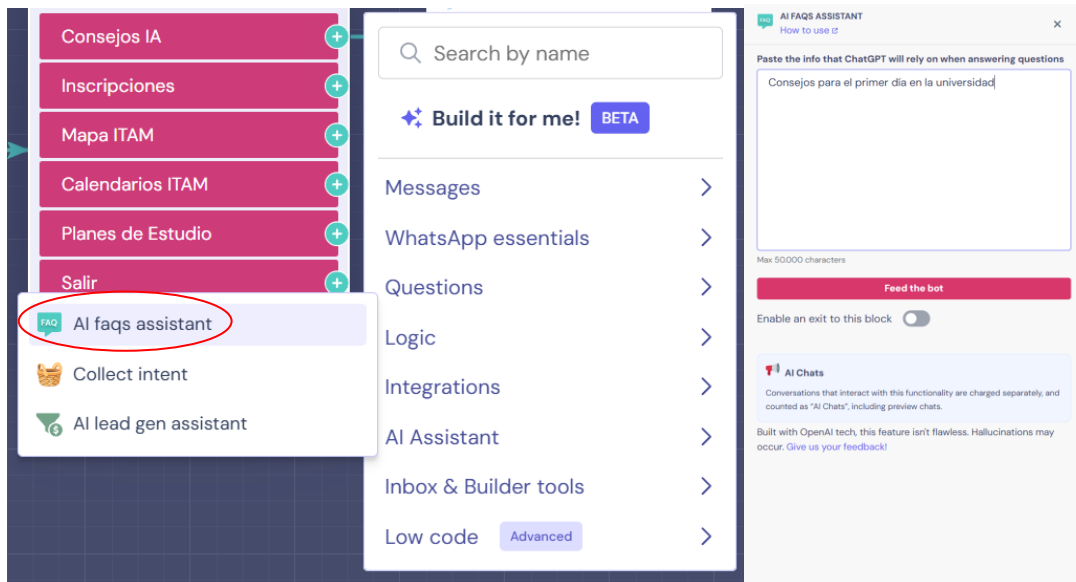 Consejos IA
Inscripciones
Mapa ITAM
Calendarios ITAM
Planes de Estudio
Salir
FAQ AI faqs assistant
Collect intent
AI lead gen assistant
Search by name
Build it for me! BETA
Messages
WhatsApp essentials
Questions
Logic
Integrations
AI Assistant
Inbox & Builder tools
Low code Advanced
FAQ AI FAQS ASSISTANT
How to use
Paste the info that ChatGPT will rely on when answering questions
Consejos para el primer día en la universidad
Max 50.000 characters
Feed the bot
Enable an exit to this block
AI Chats
Conversations that interact with this functionality are charged separately, and
counted as "AI Chats", including preview chats.
Built with OpenAI tech, this feature isn't flawless. Hallucinations may
occur. Give us your feedback!